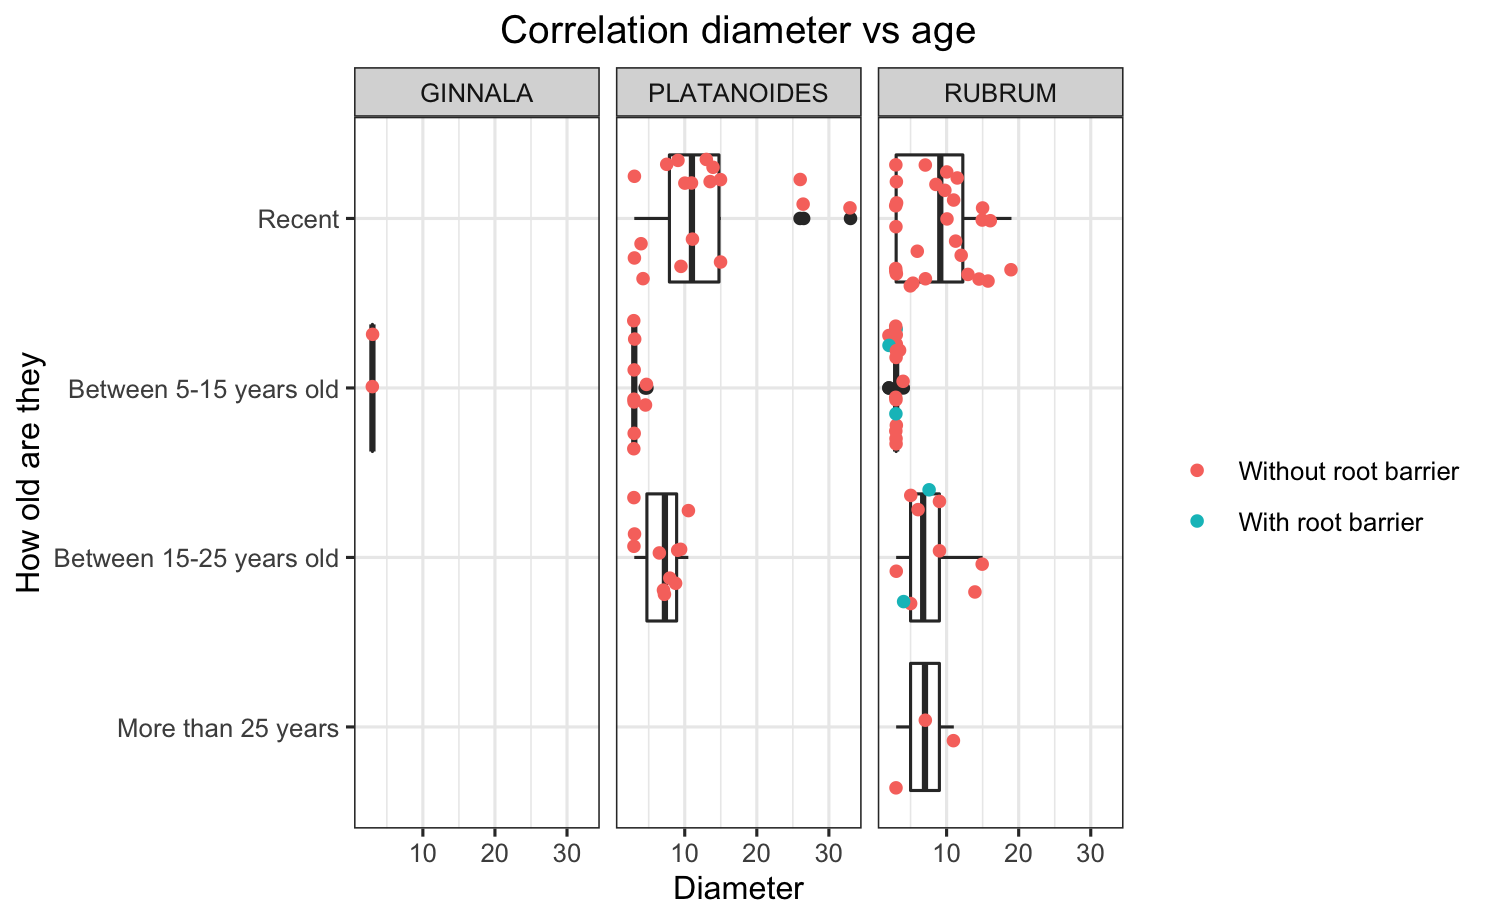 Correlation diameter vs age
GINNALA
PLATANOIDES
RUBRUM
How old are they
Recent
Between 5-15 years old
Between 15-25 years old
More than 25 years
10 20 30
10 20 30
10 20 30
Diameter
Without root barrier
With root barrier